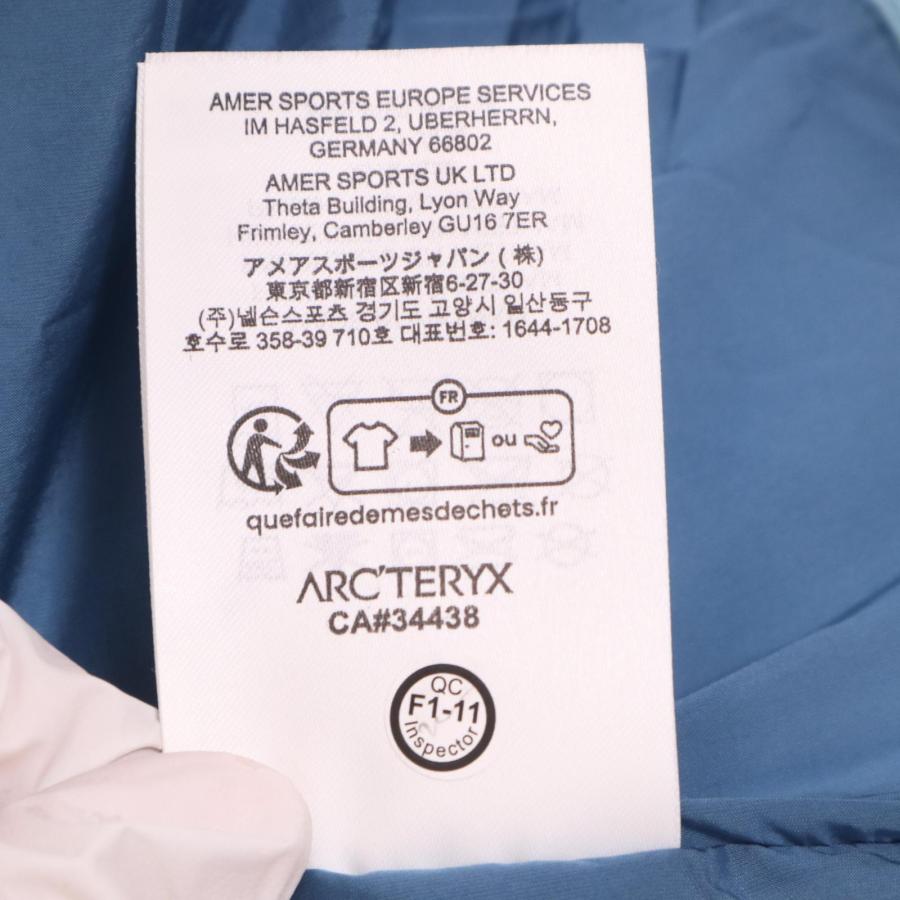 AMER SPORTS EUROPE SERVICES
IM HASFELD 2, UBERHERRN,
GERMANY 66802
AMER SPORTS UK LTD
Theta Building, Lyon Way
Frimley, Camberley GU16 7ER
アメアスポーツジャパン (株)
東京都新宿区新宿6-27-30
(주)넬슨스포츠 경기도 고양시 일산동구
호수로 358-39 710호 대표번호: 1644-1708
FR
ou
quefairedemesdechets.fr
ARC'TERYX
CA#34438
QC
F1-11
Inspector